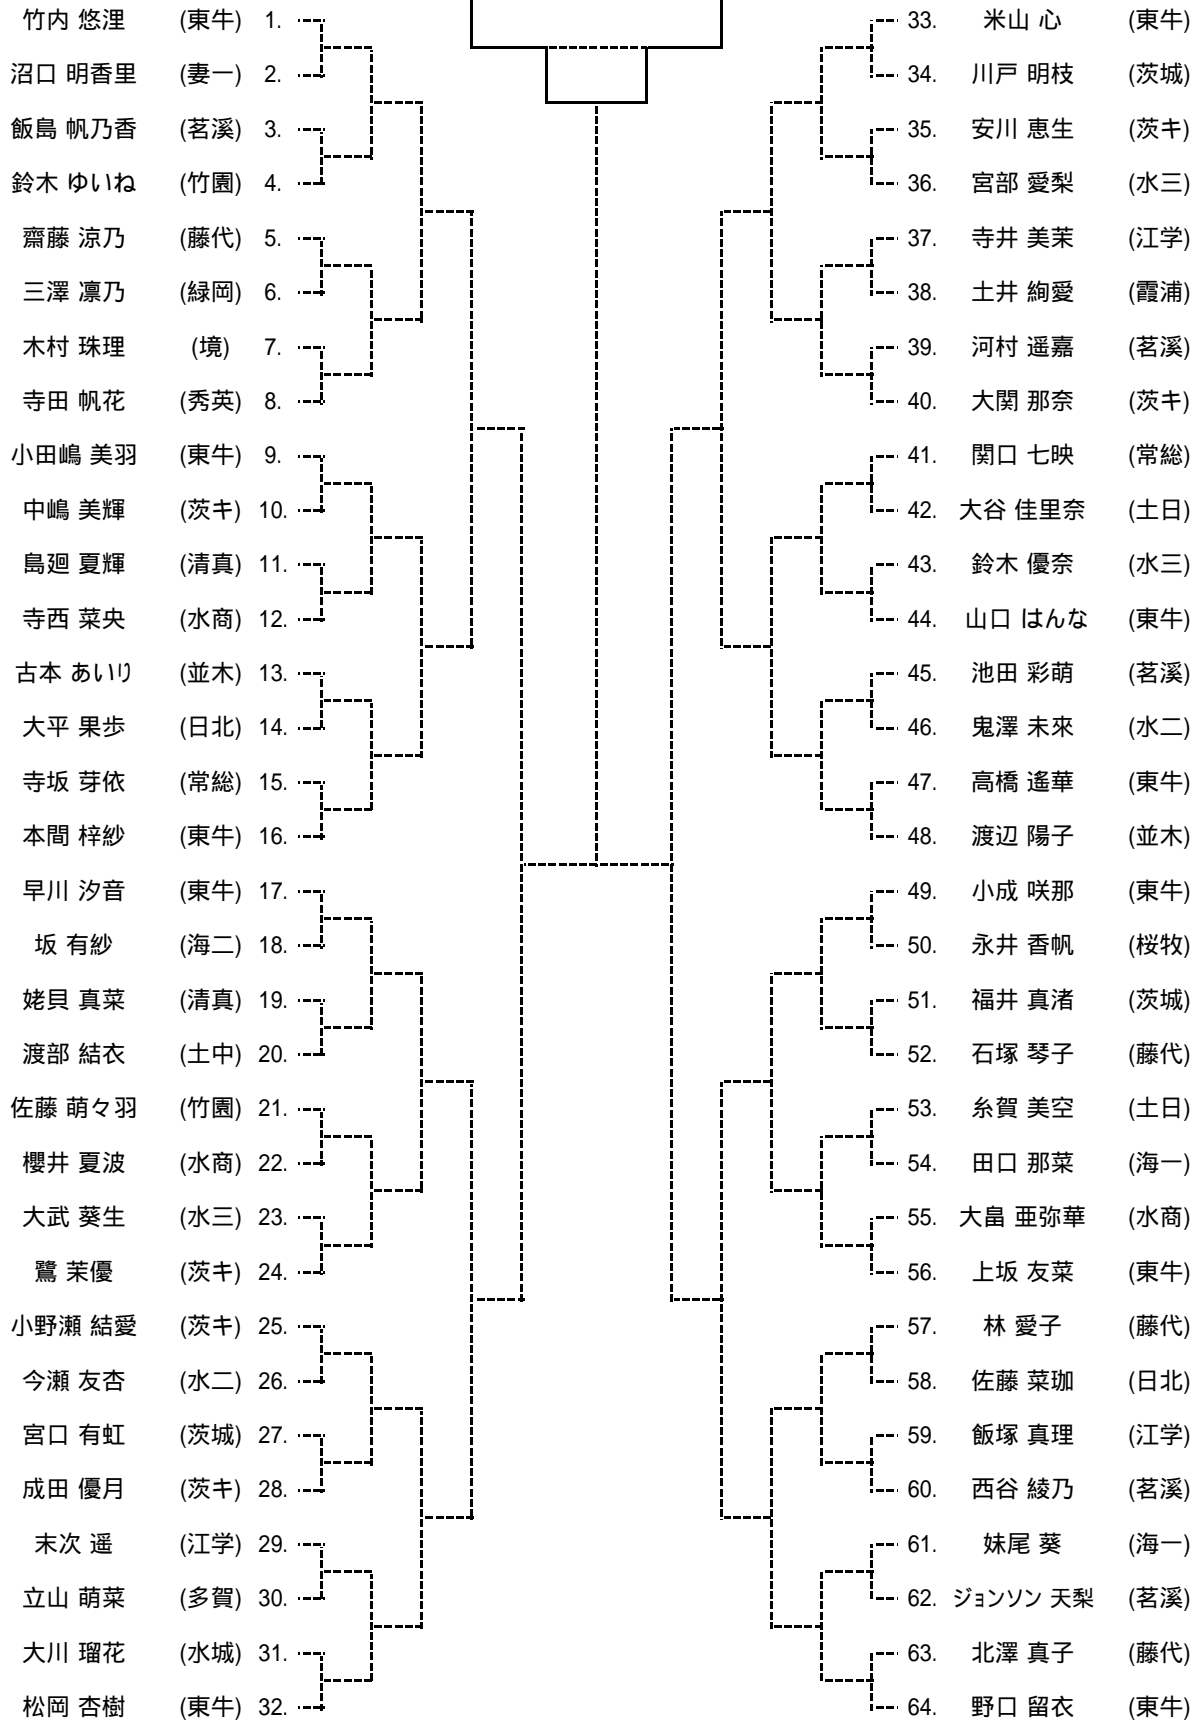 竹内 悠浬 (東牛) 1.
沼口 明香里 (妻一) 2.
飯島 帆乃香 (茗溪) 3.
鈴木 ゆいね (竹園) 4.
齋藤 涼乃 (藤代) 5.
三澤 凛乃 (緑岡) 6.
木村 珠理 (境) 7.
寺田 帆花 (秀英) 8.
小田嶋 美羽 (東牛) 9.
中嶋 美輝 (茨キ) 10.
島廻 夏輝 (清真) 11.
寺西 菜央 (水商) 12.
古本 あいり (並木) 13.
大平 果歩 (日北) 14.
寺坂 芽依 (常総) 15.
本間 梓紗 (東牛) 16.
早川 汐音 (東牛) 17.
坂 有紗 (海二) 18.
姥貝 真菜 (清真) 19.
渡部 結衣 (土中) 20.
佐藤 萌々羽 (竹園) 21.
櫻井 夏波 (水商) 22.
大武 葵生 (水三) 23.
鷺 茉優 (茨キ) 24.
小野瀬 結愛 (茨キ) 25.
今瀬 友杏 (水二) 26.
宮口 有虹 (茨城) 27.
成田 優月 (茨キ) 28.
末次 遥 (江学) 29.
立山 萌菜 (多賀) 30.
大川 瑠花 (水城) 31.
松岡 杏樹 (東牛) 32.
33. 米山 心 (東牛)
34. 川戸 明枝 (茨城)
35. 安川 恵生 (茨キ)
36. 宮部 愛梨 (水三)
37. 寺井 美茉 (江学)
38. 土井 絢愛 (霞浦)
39. 河村 遥嘉 (茗溪)
40. 大関 那奈 (茨キ)
41. 関口 七映 (常総)
42. 大谷 佳里奈 (土日)
43. 鈴木 優奈 (水三)
44. 山口 はんな (東牛)
45. 池田 彩萌 (茗溪)
46. 鬼澤 未來 (水二)
47. 高橋 遙華 (東牛)
48. 渡辺 陽子 (並木)
49. 小成 咲那 (東牛)
50. 永井 香帆 (桜牧)
51. 福井 真渚 (茨城)
52. 石塚 琴子 (藤代)
53. 糸賀 美空 (土日)
54. 田口 那菜 (海一)
55. 大畠 亜弥華 (水商)
56. 上坂 友菜 (東牛)
57. 林 愛子 (藤代)
58. 佐藤 菜珈 (日北)
59. 飯塚 真理 (江学)
60. 西谷 綾乃 (茗溪)
61. 妹尾 葵 (海一)
62. ジョンソン 天梨 (茗溪)
63. 北澤 真子 (藤代)
64. 野口 留衣 (東牛)